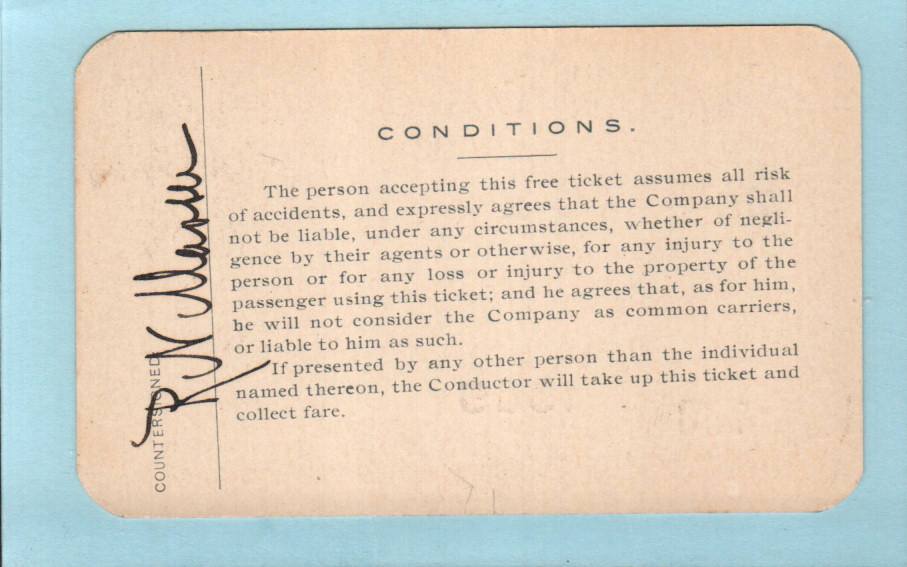 CONDITIONS.
The person accepting this free ticket assumes all risk
of accidents, and expressly agrees that the Company shall
not be liable, under any circumstances, whether of negli-
gence by their agents or otherwise, for any injury to the
person or for any loss or injury to the property of the
passenger using this ticket; and he agrees that, as for him,
he will not consider the Company as common carriers,
or liable to him as such.
If presented by any other person than the individual
named thereon, the Conductor will take up this ticket and
collect fare.
COUNTERSIGNED